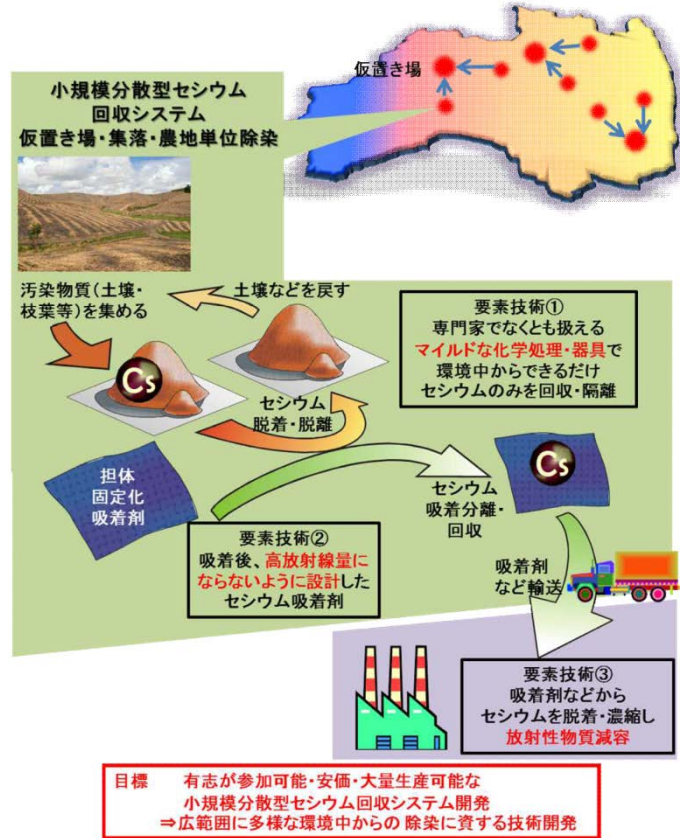 仮置き場
小規模分散型セシウム
回収システム
仮置き場・集落・農地単位除染
汚染物質(土壌・
枝葉等)を集める
土壌などを戻す
Cs
セシウム
脱着・脱離
要素技術①
専門家でなくとも扱える
マイルドな化学処理・器具で
環境中からできるだけ
セシウムのみを回収・隔離
担体
固定化
吸着剤
要素技術②
吸着後、高放射線量に
ならないように設計した
セシウム吸着剤
セシウム
吸着分離・
回収
Cs
吸着剤
など輸送
要素技術③
吸着剤などから
セシウムを脱着・濃縮し
放射性物質減容
目標 有志が参加可能・安価・大量生産可能な
小規模分散型セシウム回収システム開発
⇒広範囲に多様な環境中からの 除染に資する技術開発